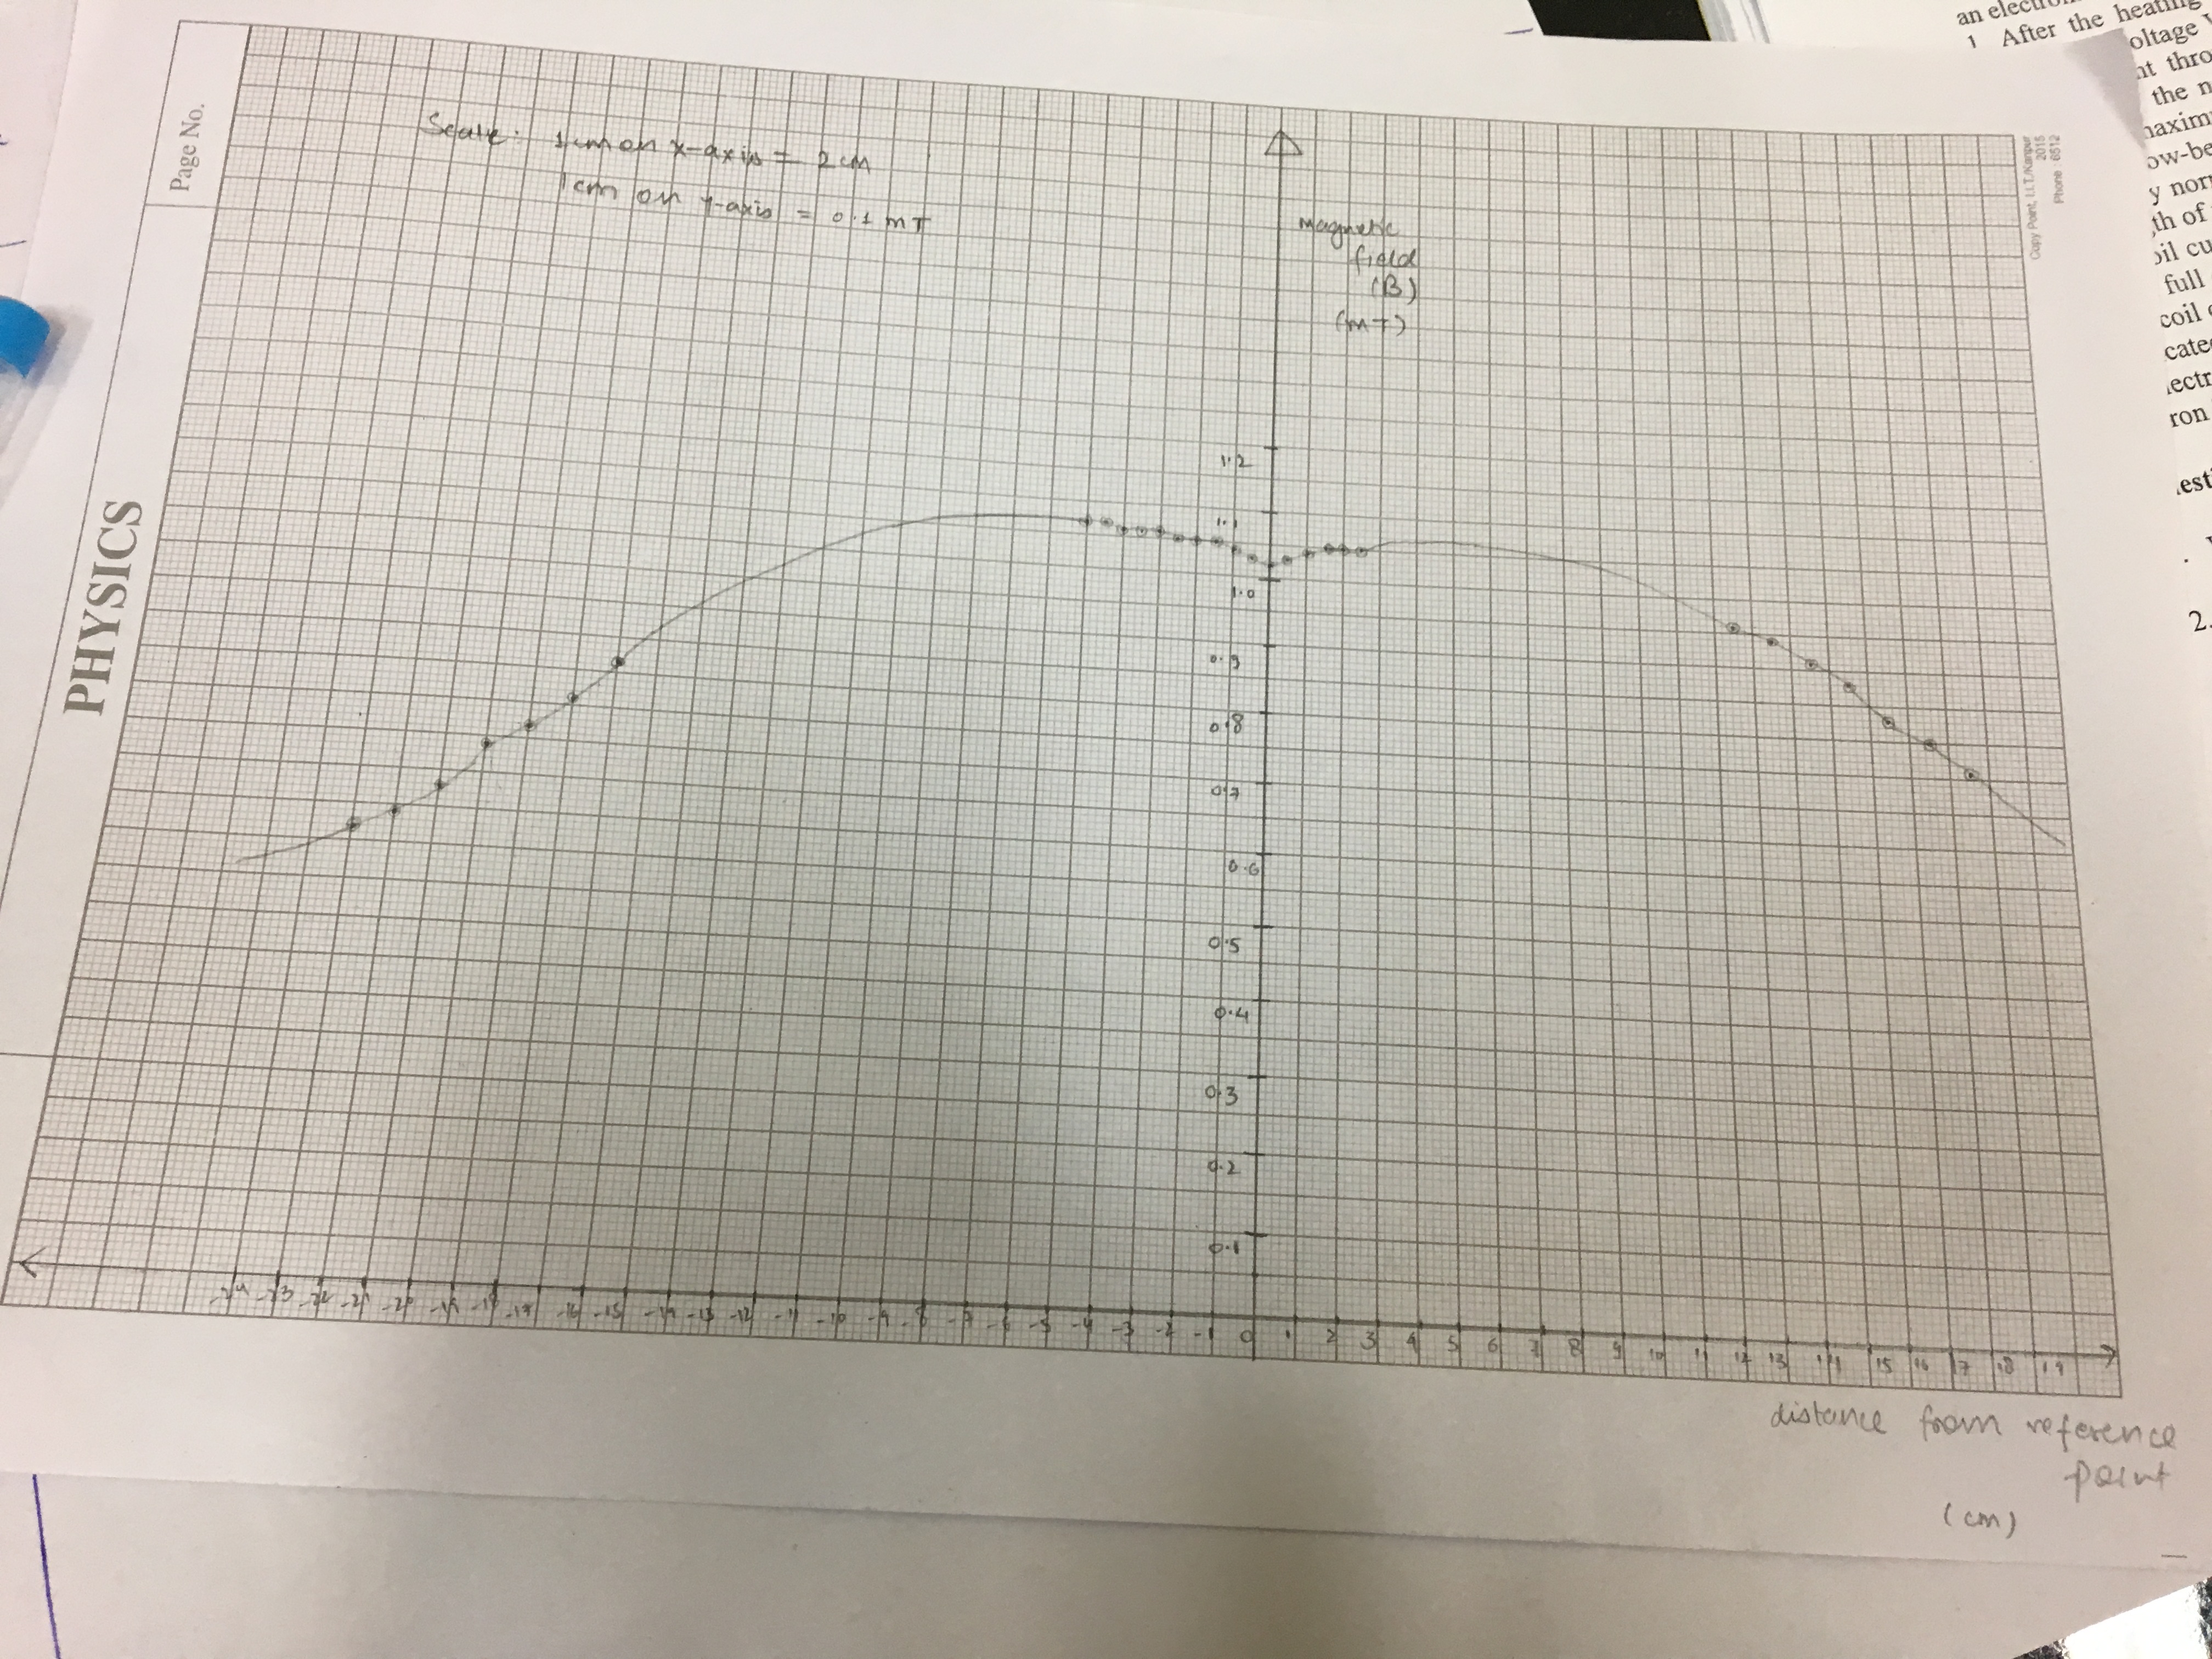 Page No.
PHYSICS
Scale: 1cm on x-axis = 2 cm
1cm on y-axis = 0.1 mT
magnetic
field
(B)
(mT)
1.2
1.1
1.0
0.9
0.8
0.7
0.6
0.5
0.4
0.3
0.2
0.1
-24 -23 -22 -21 -20 -19 -18 -17 -16 -15 -14 -13 -12 -11 -10 -9 -8 -7 -6 -5 -4 -3 -2 -1 0 1 2 3 4 5 6 7 8 9 10 11 12 13 14 15 16 17 18 19
distance from reference
point
(cm)
Copy Point, I.I.T.Kanpur
2015
Phone 6512
an electro
1 After the heating
oltage
nt thro
the n
maxim
ow-be
y nor
th of
oil cu
full
coil
cate
lectr
ron
est
2.